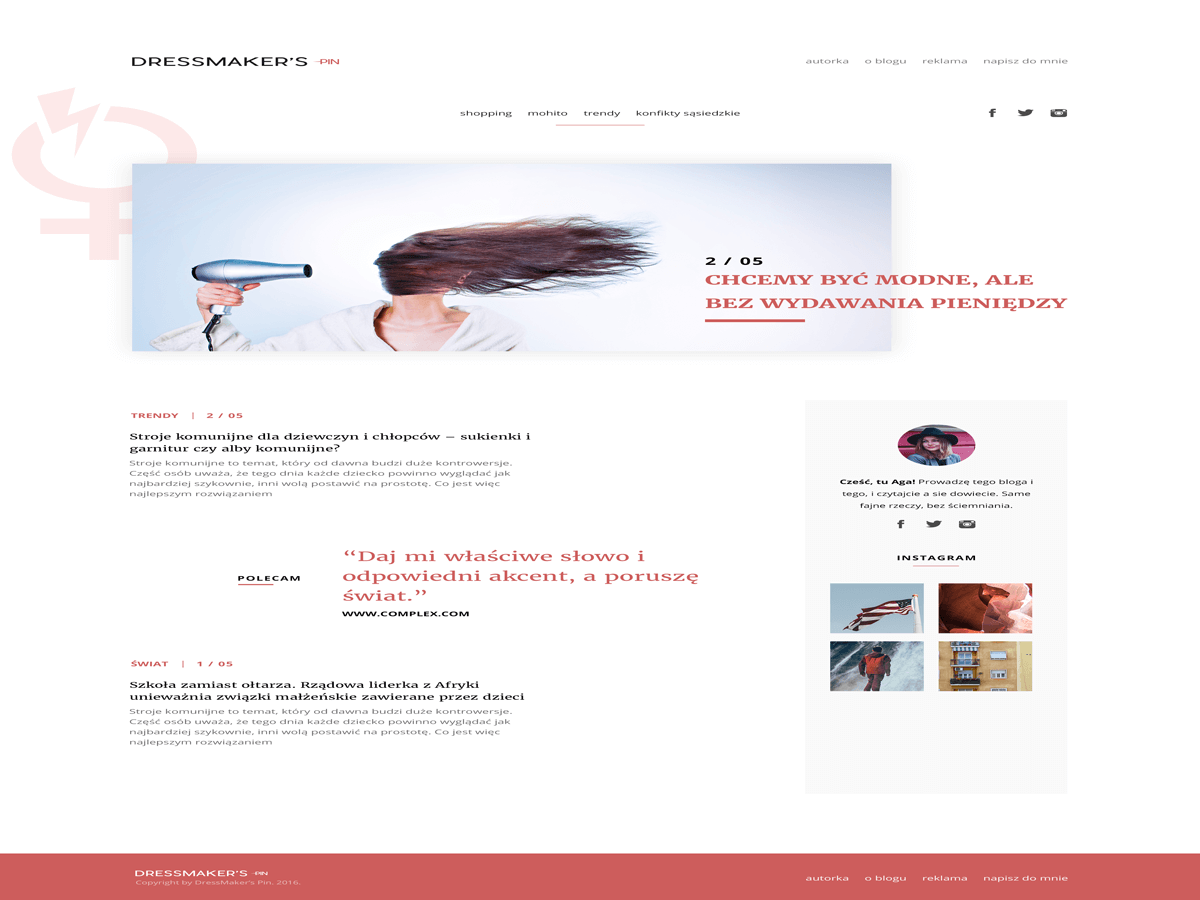 DRESSMAKER'S -PIN
autorka o blogu reklama napisz do mnie
shopping mohito trendy konfikty sąsiedzkie
2 / 05
CHCEMY BYĆ MODNE, ALE
BEZ WYDAWANIA PIENIĘDZY
TRENDY | 2 / 05
Stroje komunijne dla dziewczyn i chłopców – sukienki i
garnitur czy alby komunijne?
Stroje komunijne to temat, który od dawna budzi duże kontrowersje.
Część osób uważa, że tego dnia każde dziecko powinno wyglądać jak
najbardziej szykownie, inni wolą postawić na prostotę. Co jest więc
najlepszym rozwiązaniem
POLECAM
“Daj mi właściwe słowo i
odpowiedni akcent, a poruszę
świat.”
WWW.COMPLEX.COM
ŚWIAT | 1 / 05
Szkoła zamiast ołtarza. Rządowa liderka z Afryki
unieważnia związki małżeńskie zawierane przez dzieci
Stroje komunijne to temat, który od dawna budzi duże kontrowersje.
Część osób uważa, że tego dnia każde dziecko powinno wyglądać jak
najbardziej szykownie, inni wolą postawić na prostotę. Co jest więc
najlepszym rozwiązaniem
Cześć, tu Aga! Prowadzę tego bloga i
tego, i czytajcie a sie dowiecie. Same
fajne rzeczy, bez ściemniania.
INSTAGRAM
DRESSMAKER'S -PIN
Copyright by DressMaker's Pin. 2016.
autorka o blogu reklama napisz do mnie